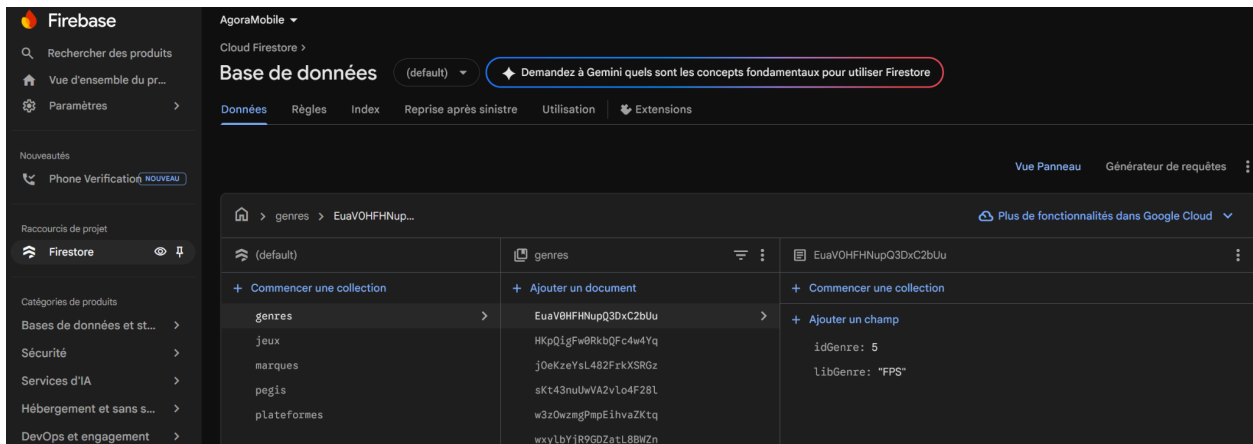 Firebase
Rechercher des produits
Vue d'ensemble du pr...
Paramètres
Nouveautés
Phone Verification NOUVEAU
Raccourcis de projet
Firestore
Catégories de produits
Bases de données et st...
Sécurité
Services d'IA
Hébergement et sans s...
DevOps et engagement
AgoraMobile
Cloud Firestore >
Base de données (default) Demandez à Gemini quels sont les concepts fondamentaux pour utiliser Firestore
Données Règles Index Reprise après sinistre Utilisation Extensions
Vue Panneau Générateur de requêtes
> genres > EuaV0HFHNup... Plus de fonctionnalités dans Google Cloud
(default)
+ Commencer une collection
genres
jeux
marques
pegis
plateformes
genres
+ Ajouter un document
EuaV0HFHNupQ3DxC2bUu
HKpQigFw0RkbQFc4w4Yq
jOeKzeYsL482FrkXSRGz
sKt43nuUwVA2vlo4F28l
w3zOwzmgPmpEihvaZKtq
wxylbYjR9GDZatL8BWZn
EuaV0HFHNupQ3DxC2bUu
+ Commencer une collection
+ Ajouter un champ
idGenre: 5
libGenre: "FPS"